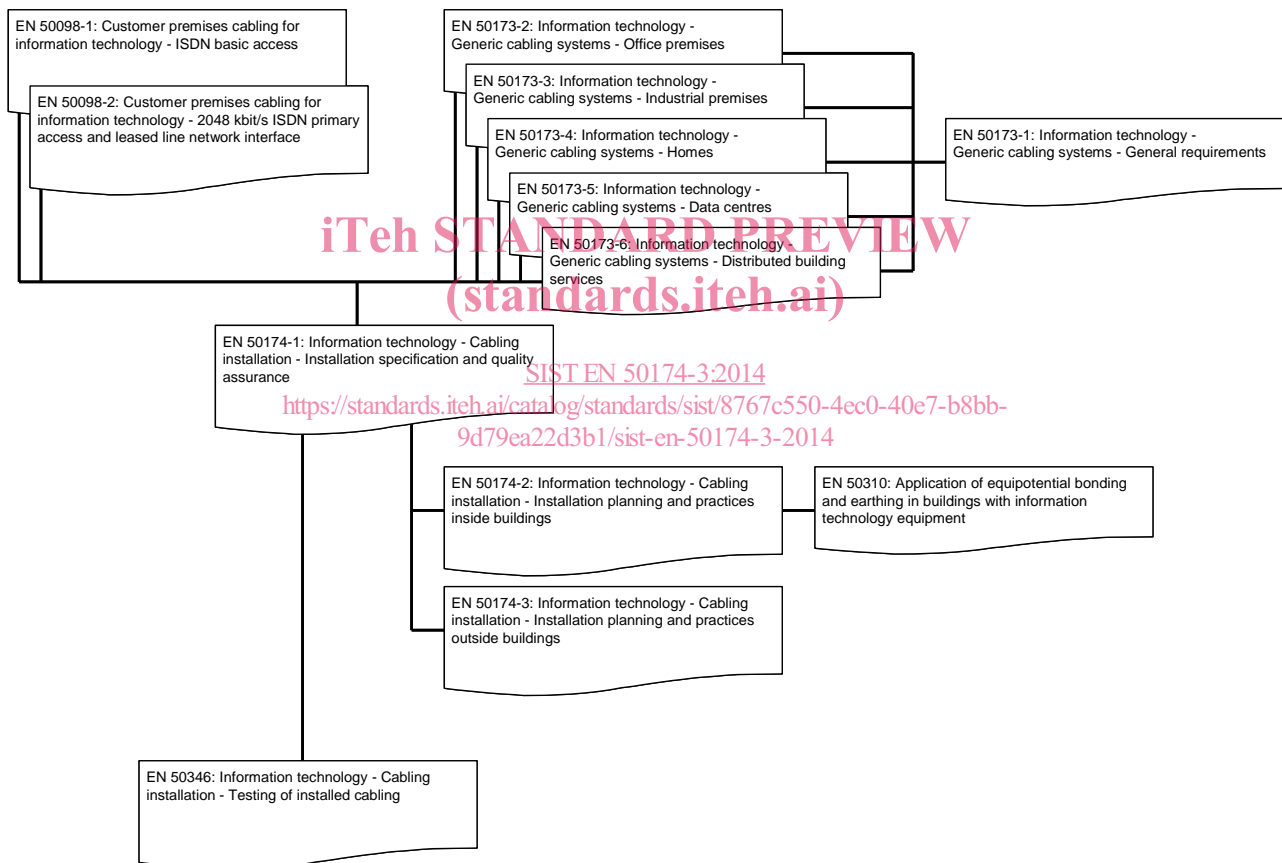 EN 50098-1: Customer premises cabling for
information technology - ISDN basic access
EN 50098-2: Customer premises cabling for
information technology - 2048 kbit/s ISDN primary
access and leased line network interface
EN 50173-2: Information technology -
Generic cabling systems - Office premises
EN 50173-3: Information technology -
Generic cabling systems - Industrial premises
EN 50173-4: Information technology -
Generic cabling systems - Homes
EN 50173-5: Information technology -
Generic cabling systems - Data centres
EN 50173-6: Information technology -
Generic cabling systems - Distributed building
services
EN 50173-1: Information technology -
Generic cabling systems - General requirements
iTeh STANDARD PREVIEW
(standards.iteh.ai)
EN 50174-1: Information technology - Cabling
installation - Installation specification and quality
assurance
SIST EN 50174-3:2014
https://standards.iteh.ai/catalog/standards/sist/8767c550-4ec0-40e7-b8bb-
9d79ea22d3b1/sist-en-50174-3-2014
EN 50174-2: Information technology - Cabling
installation - Installation planning and practices
inside buildings
EN 50310: Application of equipotential bonding
and earthing in buildings with information
technology equipment
EN 50174-3: Information technology - Cabling
installation - Installation planning and practices
outside buildings
EN 50346: Information technology - Cabling
installation - Testing of installed cabling